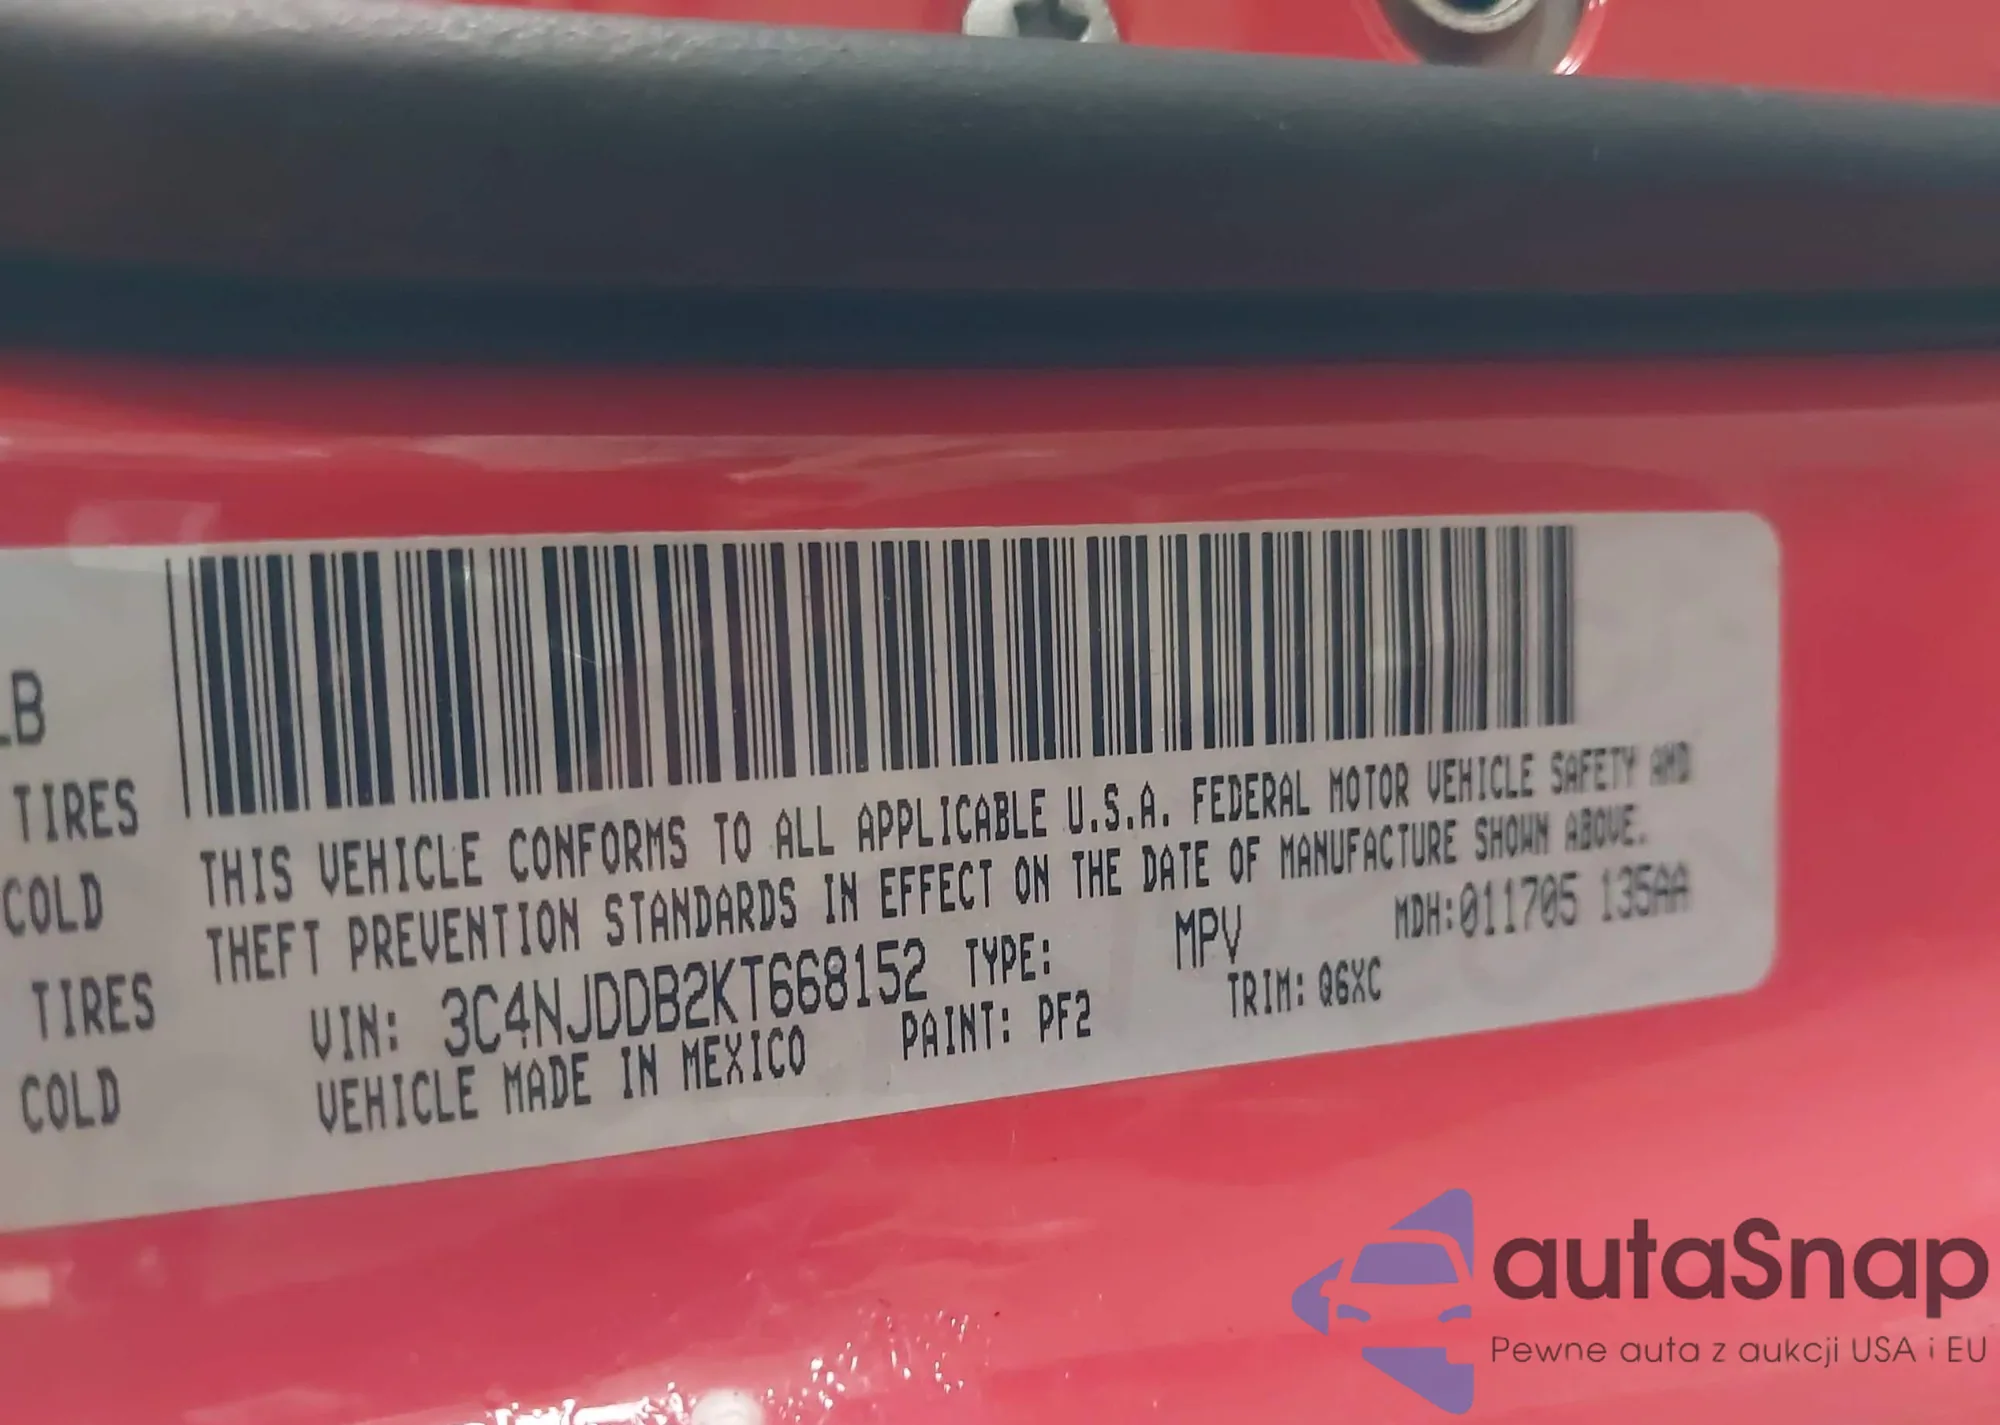 LB
TIRES
COLD
TIRES
COLD
THIS VEHICLE CONFORMS TO ALL APPLICABLE U.S.A. FEDERAL MOTOR VEHICLE SAFETY AND
THEFT PREVENTION STANDARDS IN EFFECT ON THE DATE OF MANUFACTURE SHOWN ABOVE.
VIN: 3C4NJDDB2KT668152 TYPE: MPV MDH:011705 135AA
VEHICLE MADE IN MEXICO PAINT: PF2 TRIM: Q6XC
autaSnap
Pewne auta z aukcji USA i EU